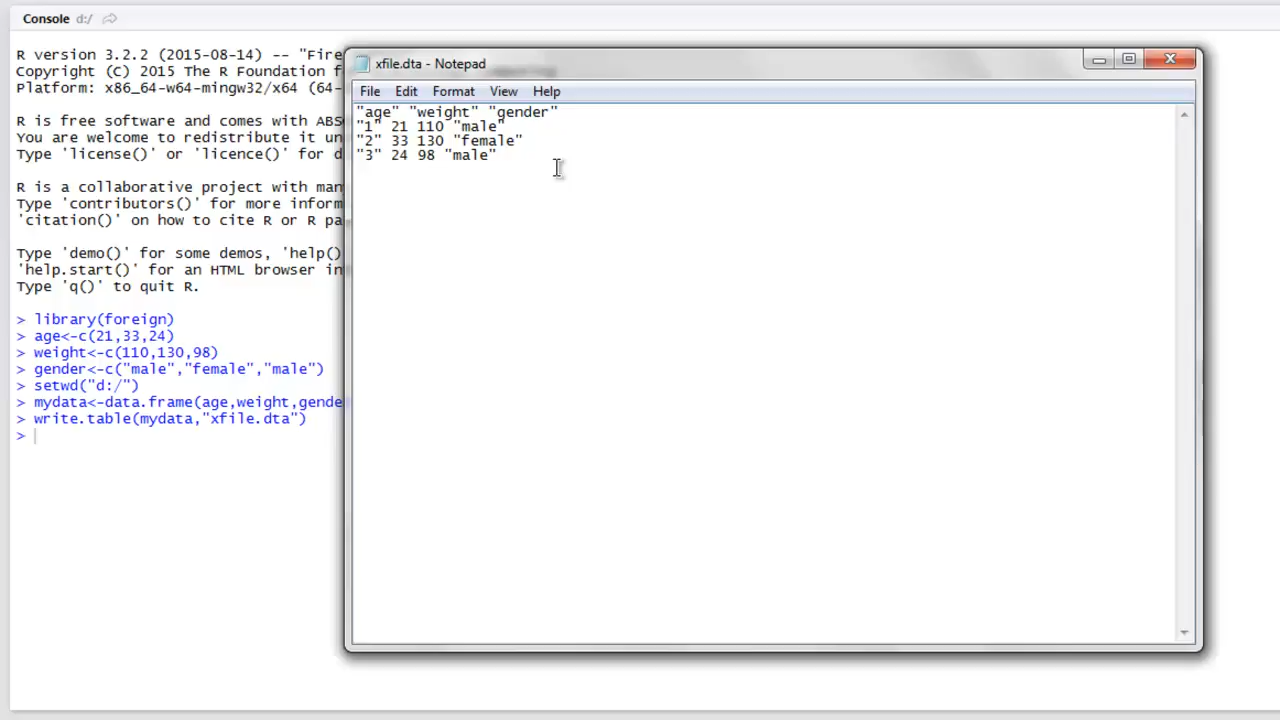 Console d:/
R version 3.2.2 (2015-08-14) -- "Fire
Copyright (C) 2015 The R Foundation f
Platform: x86_64-w64-mingw32/x64 (64-
R is free software and comes with ABS
You are welcome to redistribute it un
Type 'license()' or 'licence()' for d
R is a collaborative project with man
Type 'contributors()' for more inform
'citation()' on how to cite R or R pa
Type 'demo()' for some demos, 'help()
'help.start()' for an HTML browser in
Type 'q()' to quit R.
> library(foreign)
> age<-c(21,33,24)
> weight<-c(110,130,98)
> gender<-c("male","female","male")
> setwd("d:/")
> mydata<-data.frame(age,weight,gende
> write.table(mydata,"xfile.dta")
>
xfile.dta - Notepad
File Edit Format View Help
"age" "weight" "gender"
"1" 21 110 "male"
"2" 33 130 "female"
"3" 24 98 "male"